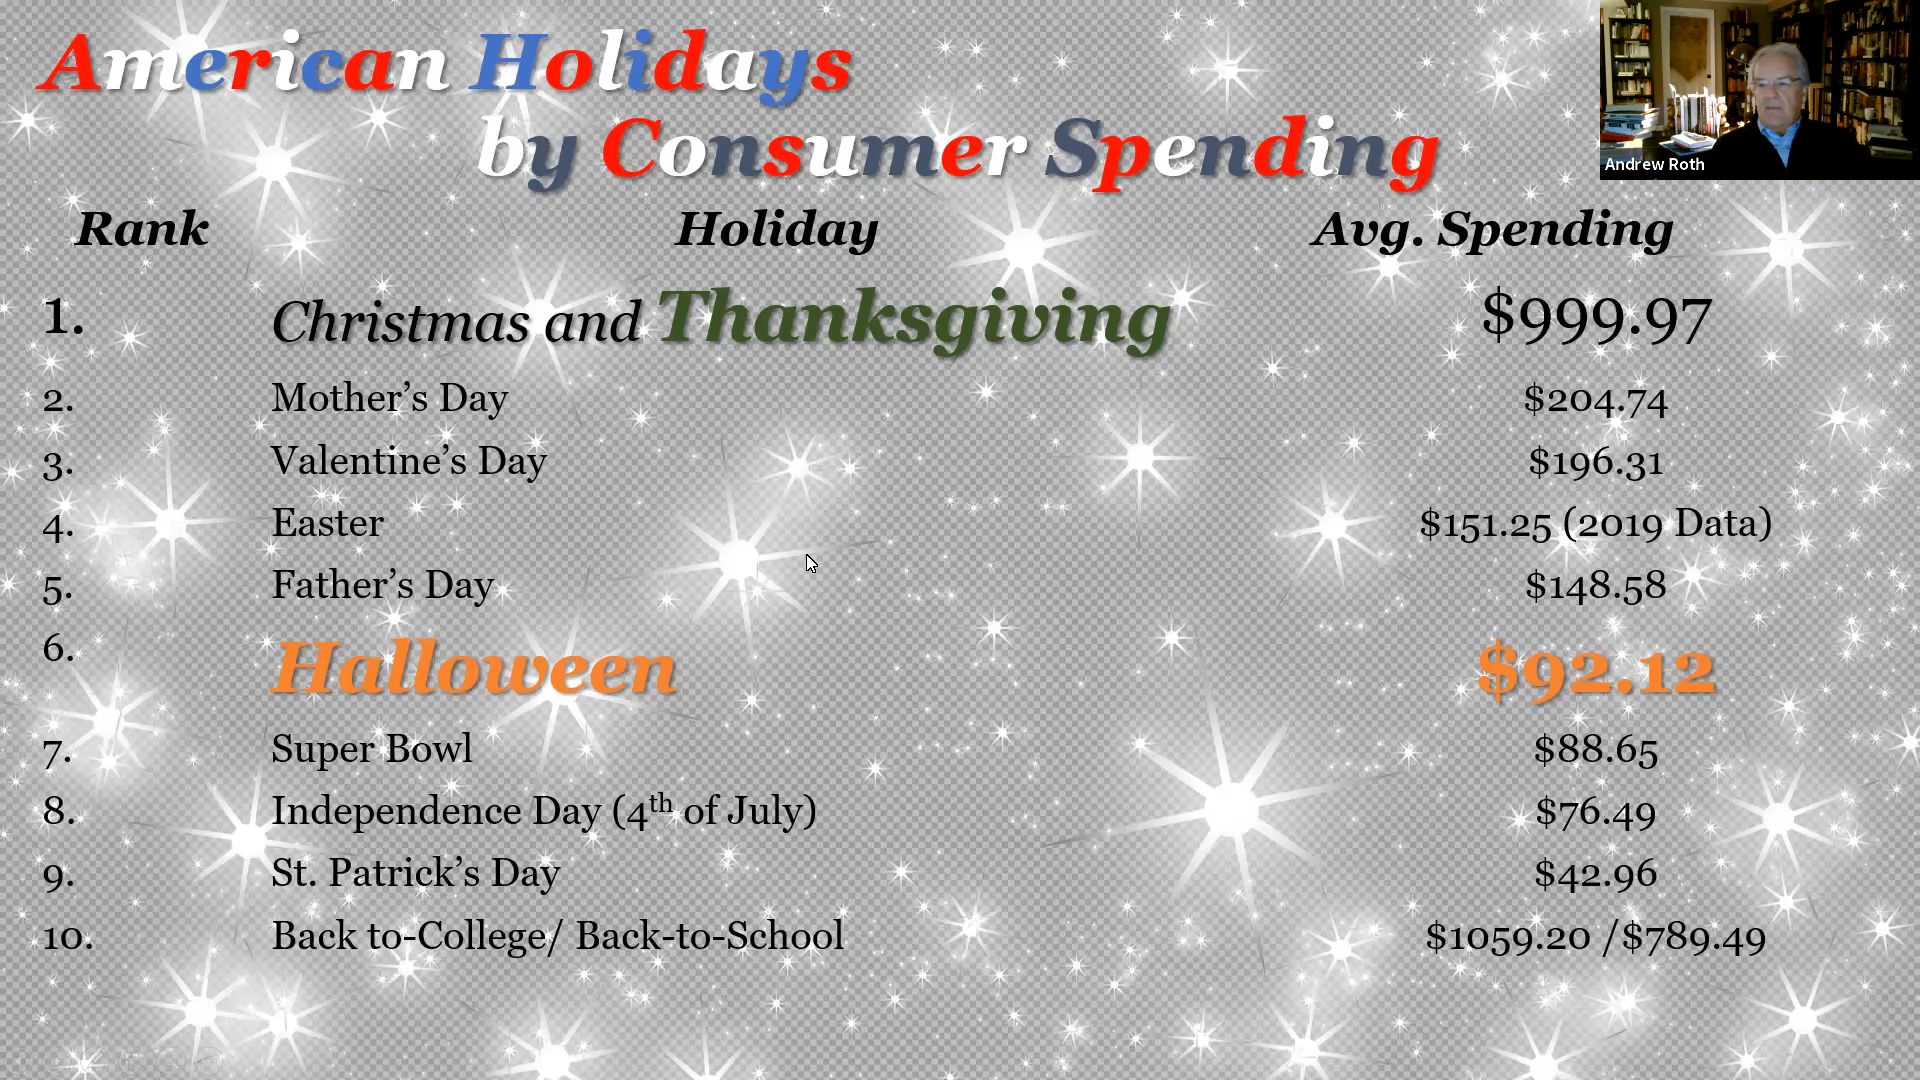 American Holidays
by Consumer Spending
Andrew Roth
Rank Holiday Avg. Spending
1. Christmas and Thanksgiving $999.97
2. Mother’s Day $204.74
3. Valentine’s Day $196.31
4. Easter $151.25 (2019 Data)
5. Father’s Day $148.58
6. Halloween $92.12
7. Super Bowl $88.65
8. Independence Day (4th of July) $76.49
9. St. Patrick’s Day $42.96
10. Back to-College/ Back-to-School $1059.20 /$789.49